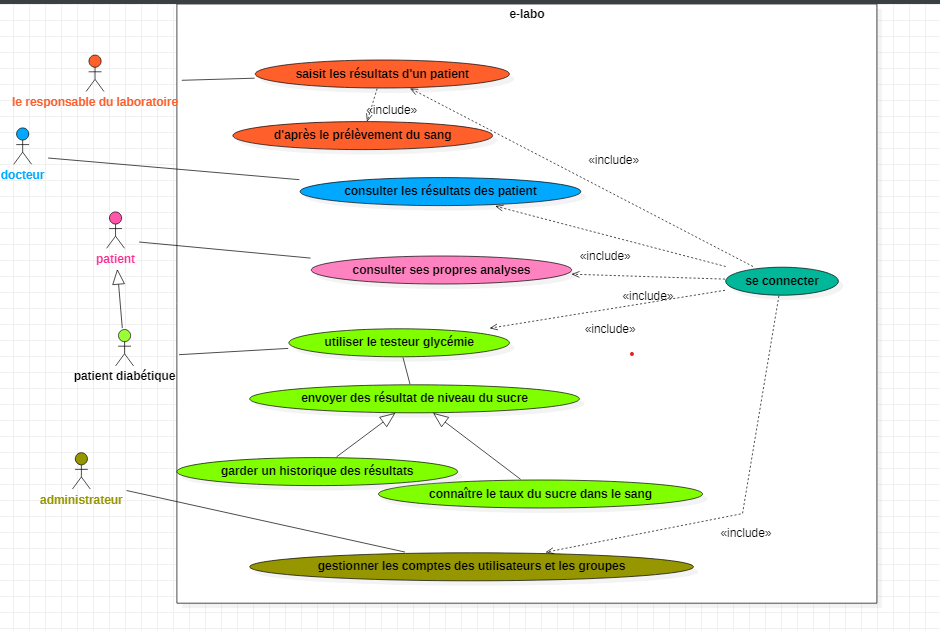 e-labo
saisit les résultats d'un patient
le responsable du laboratoire
«include»
d'après le prélèvement du sang
«include»
docteur
consulter les résultats des patient
patient
«include»
consulter ses propres analyses
se connecter
«include»
«include»
utiliser le testeur glycémie
patient diabétique
envoyer des résultat de niveau du sucre
garder un historique des résultats
connaître le taux du sucre dans le sang
administrateur
«include»
gestionner les comptes des utilisateurs et les groupes